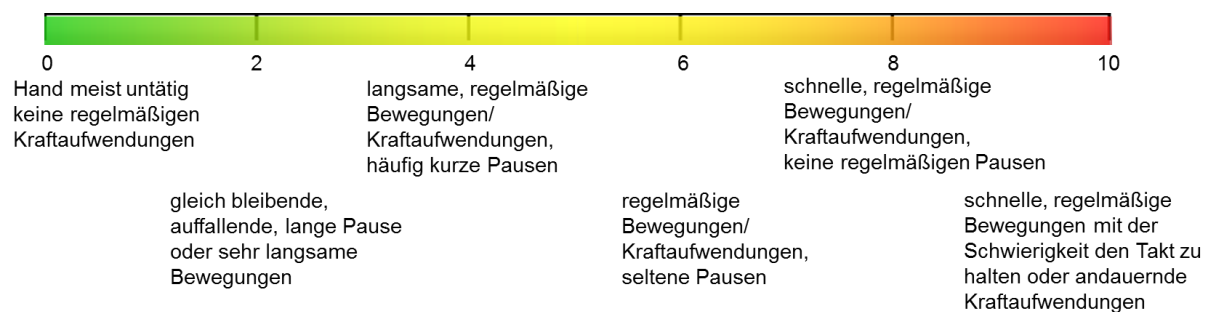 0 2 4 6 8 10
Hand meist untätig
keine regelmäßigen
Kraftaufwendungen
langsame, regelmäßige
Bewegungen/
Kraftaufwendungen,
häufig kurze Pausen
schnelle, regelmäßige
Bewegungen/
Kraftaufwendungen,
keine regelmäßigen Pausen
gleich bleibende,
auffallende, lange Pause
oder sehr langsame
Bewegungen
regelmäßige
Bewegungen/
Kraftaufwendungen,
seltene Pausen
schnelle, regelmäßige
Bewegungen mit der
Schwierigkeit den Takt zu
halten oder andauernde
Kraftaufwendungen